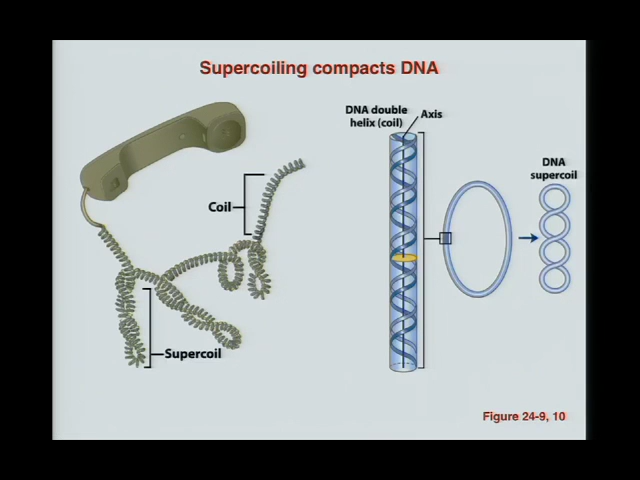 Supercoiling compacts DNA
DNA double
helix (coil)
Axis
DNA
supercoil
Coil
Supercoil
Figure 24-9, 10